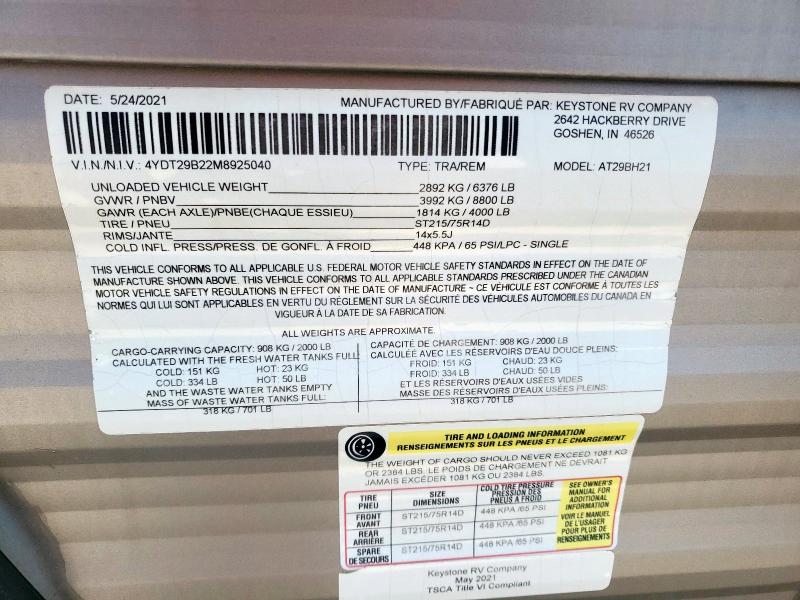 DATE: 5/24/2021 MANUFACTURED BY/FABRIQUÉ PAR: KEYSTONE RV COMPANY
2642 HACKBERRY DRIVE
GOSHEN, IN 46526
V.I.N./N.I.V.: 4YDT29B22M8925040 TYPE: TRA/REM MODEL: AT29BH21
UNLOADED VEHICLE WEIGHT 2892 KG / 6376 LB
GVWR / PNBV 3992 KG / 8800 LB
GAWR (EACH AXLE)/PNBE(CHAQUE ESSIEU) 1814 KG / 4000 LB
TIRE / PNEU ST215/75R14D
RIMS/JANTE 14x5.5J
COLD INFL. PRESS/PRESS. DE GONFL. À FROID 448 KPA / 65 PSI/LPC - SINGLE
THIS VEHICLE CONFORMS TO ALL APPLICABLE U.S. FEDERAL MOTOR VEHICLE SAFETY STANDARDS IN EFFECT ON THE DATE OF
MANUFACTURE SHOWN ABOVE. THIS VEHICLE CONFORMS TO ALL APPLICABLE STANDARDS PRESCRIBED UNDER THE CANADIAN
MOTOR VEHICLE SAFETY REGULATIONS IN EFFECT ON THE DATE OF MANUFACTURE ~ CE VÉHICULE EST CONFORME À TOUTES LES
NORMES QUI LUI SONT APPLICABLES EN VERTU DU RÉGLEMENT SUR LA SÉCURITÉ DES VÉHICULES AUTOMOBILES DU CANADA EN
VIGUEUR À LA DATE DE SA FABRICATION.
ALL WEIGHTS ARE APPROXIMATE.
CARGO-CARRYING CAPACITY: 908 KG / 2000 LB
CALCULATED WITH THE FRESH WATER TANKS FULL:
COLD: 151 KG HOT: 23 KG
COLD: 334 LB HOT: 50 LB
AND THE WASTE WATER TANKS EMPTY
MASS OF WASTE WATER TANKS FULL:
318 KG / 701 LB
CAPACITÉ DE CHARGEMENT: 908 KG / 2000 LB
CALCULÉE AVEC LES RÉSERVOIRS D'EAU DOUCE PLEINS:
FROID: 151 KG CHAUD: 23 KG
FROID: 334 LB CHAUD: 50 LB
ET LES RÉSERVOIRS D'EAUX USÉES VIDES
MASSE DES RÉSERVOIRS D'EAUX USÉES PLEINS:
318 KG / 701 LB
TIRE AND LOADING INFORMATION
RENSEIGNEMENTS SUR LES PNEUS ET LE CHARGEMENT
THE WEIGHT OF CARGO SHOULD NEVER EXCEED 1081 KG
OR 2384 LBS. LE POIDS DE CHARGEMENT NE DEVRAIT
JAMAIS EXCÉDER 1081 KG OU 2384 LBS.
TIRE
PNEU
SIZE
DIMENSIONS
COLD TIRE PRESSURE
PRESSION DES
PNEUS A FROID
FRONT
AVANT
ST215/75R14D
448 KPA /65 PSI
REAR
ARRIÈRE
ST215/75R14D
448 KPA /65 PSI
SPARE
DE SECOURS
ST215/75R14D
448 KPA /65 PSI
SEE OWNER'S
MANUAL FOR
ADDITIONAL
INFORMATION
VOIR LE MANUEL
DE L'USAGER
POUR PLUS DE
RENSEIGNEMENTS
Keystone RV Company
May 2021
TSCA Title VI Compliant